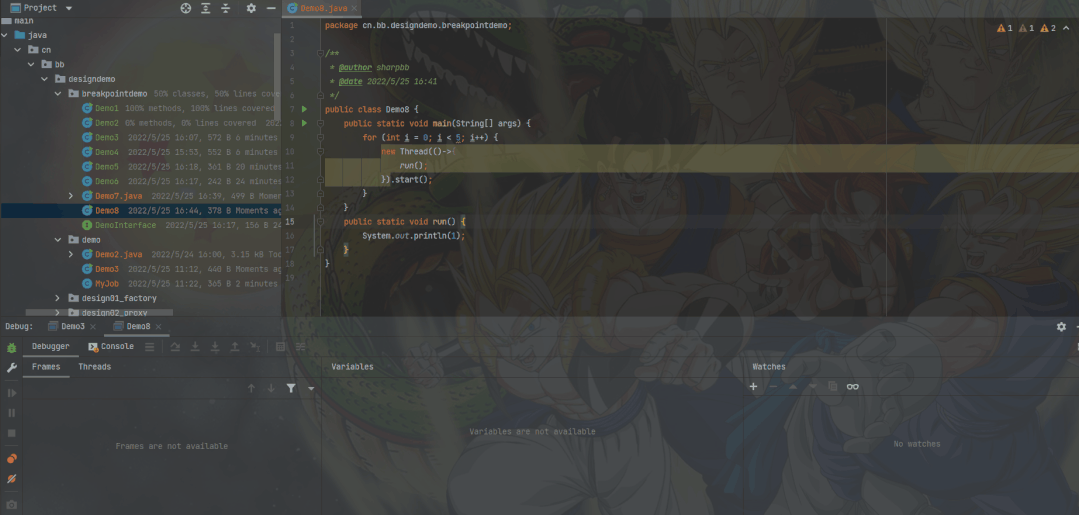 Project
main
java
cn
bb
designdemo
breakpointdemo 50% classes, 50% lines cove
Demo1 100% methods, 100% lines covered
Demo2 0% methods, 0% lines covered 202
Demo3 2022/5/25 16:07, 572 B 6 minutes
Demo4 2022/5/25 15:53, 552 B 6 minutes
Demo5 2022/5/25 16:18, 361 B 20 minutes
Demo6 2022/5/25 16:17, 242 B 24 minutes
Demo7.java 2022/5/25 16:39, 499 B Momen
Demo8 2022/5/25 16:44, 378 B Moments ag
DemoInterface 2022/5/25 16:17, 156 B 24
demo
Demo2.java 2022/5/24 16:00, 3.15 kB Tod
Demo3 2022/5/25 11:12, 440 B Moments ag
MyJob 2022/5/25 11:22, 365 B 2 minutes
design01_factory
design02_proxy
Demo8.java
1 package cn.bb.designdemo.breakpointdemo;
2
3 /**
4 * @author sharpbb
5 * @date 2022/5/25 16:41
6 */
7 public class Demo8 {
8 public static void main(String[] args) {
9 for (int i = 0; i < 5; i++) {
10 new Thread(()->{
11 run();
12 }).start();
13 }
14 }
15 public static void run() {
16 System.out.println(1);
17 }
18 }
19
1 1 2
Debug: Demo3 Demo8
Debugger Console
Frames Threads
Variables
Watches
Frames are not available
Variables are not available
No watches